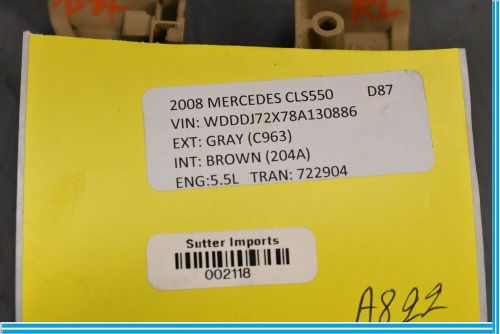 RL
2008 MERCEDES CLS550 D87
VIN: WDDDJ72X78A130886
EXT: GRAY (C963)
INT: BROWN (204A)
ENG:5.5L TRAN: 722904
Sutter Imports
002118
A822